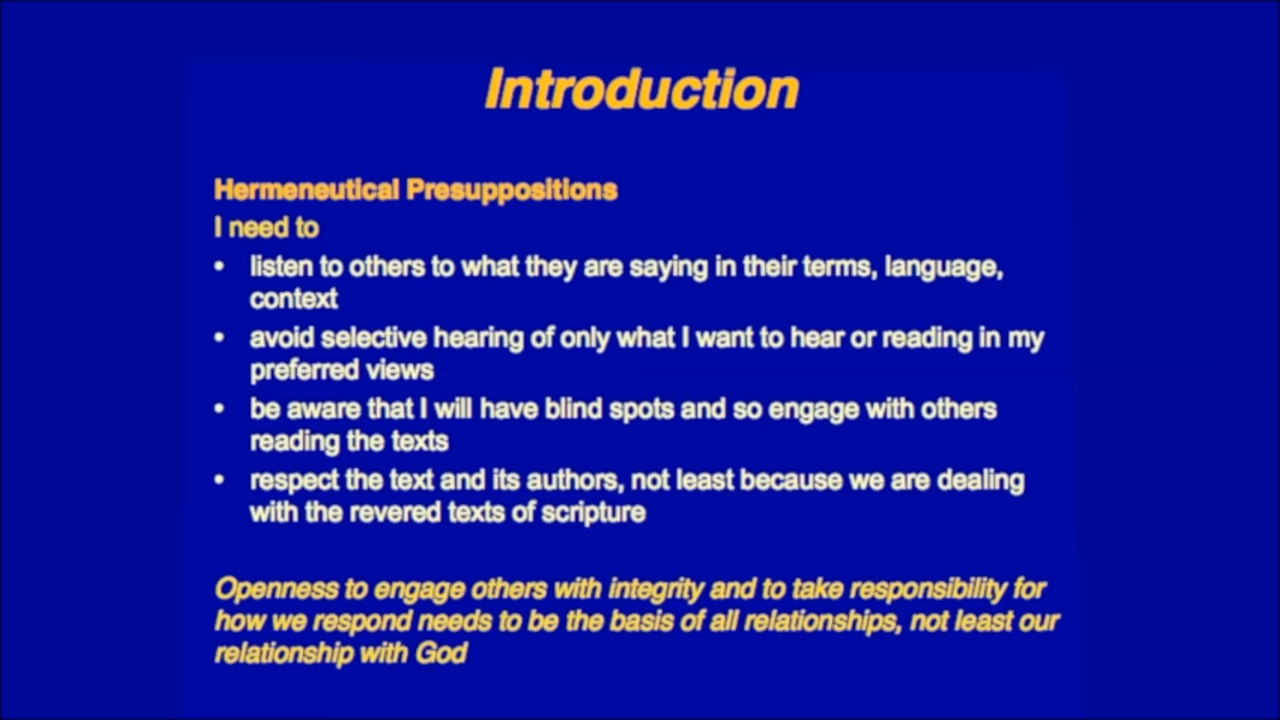 Introduction
Hermeneutical Presuppositions
I need to
• listen to others to what they are saying in their terms, language,
context
• avoid selective hearing of only what I want to hear or reading in my
preferred views
• be aware that I will have blind spots and so engage with others
reading the texts
• respect the text and its authors, not least because we are dealing
with the revered texts of scripture
Openness to engage others with integrity and to take responsibility for
how we respond needs to be the basis of all relationships, not least our
relationship with God